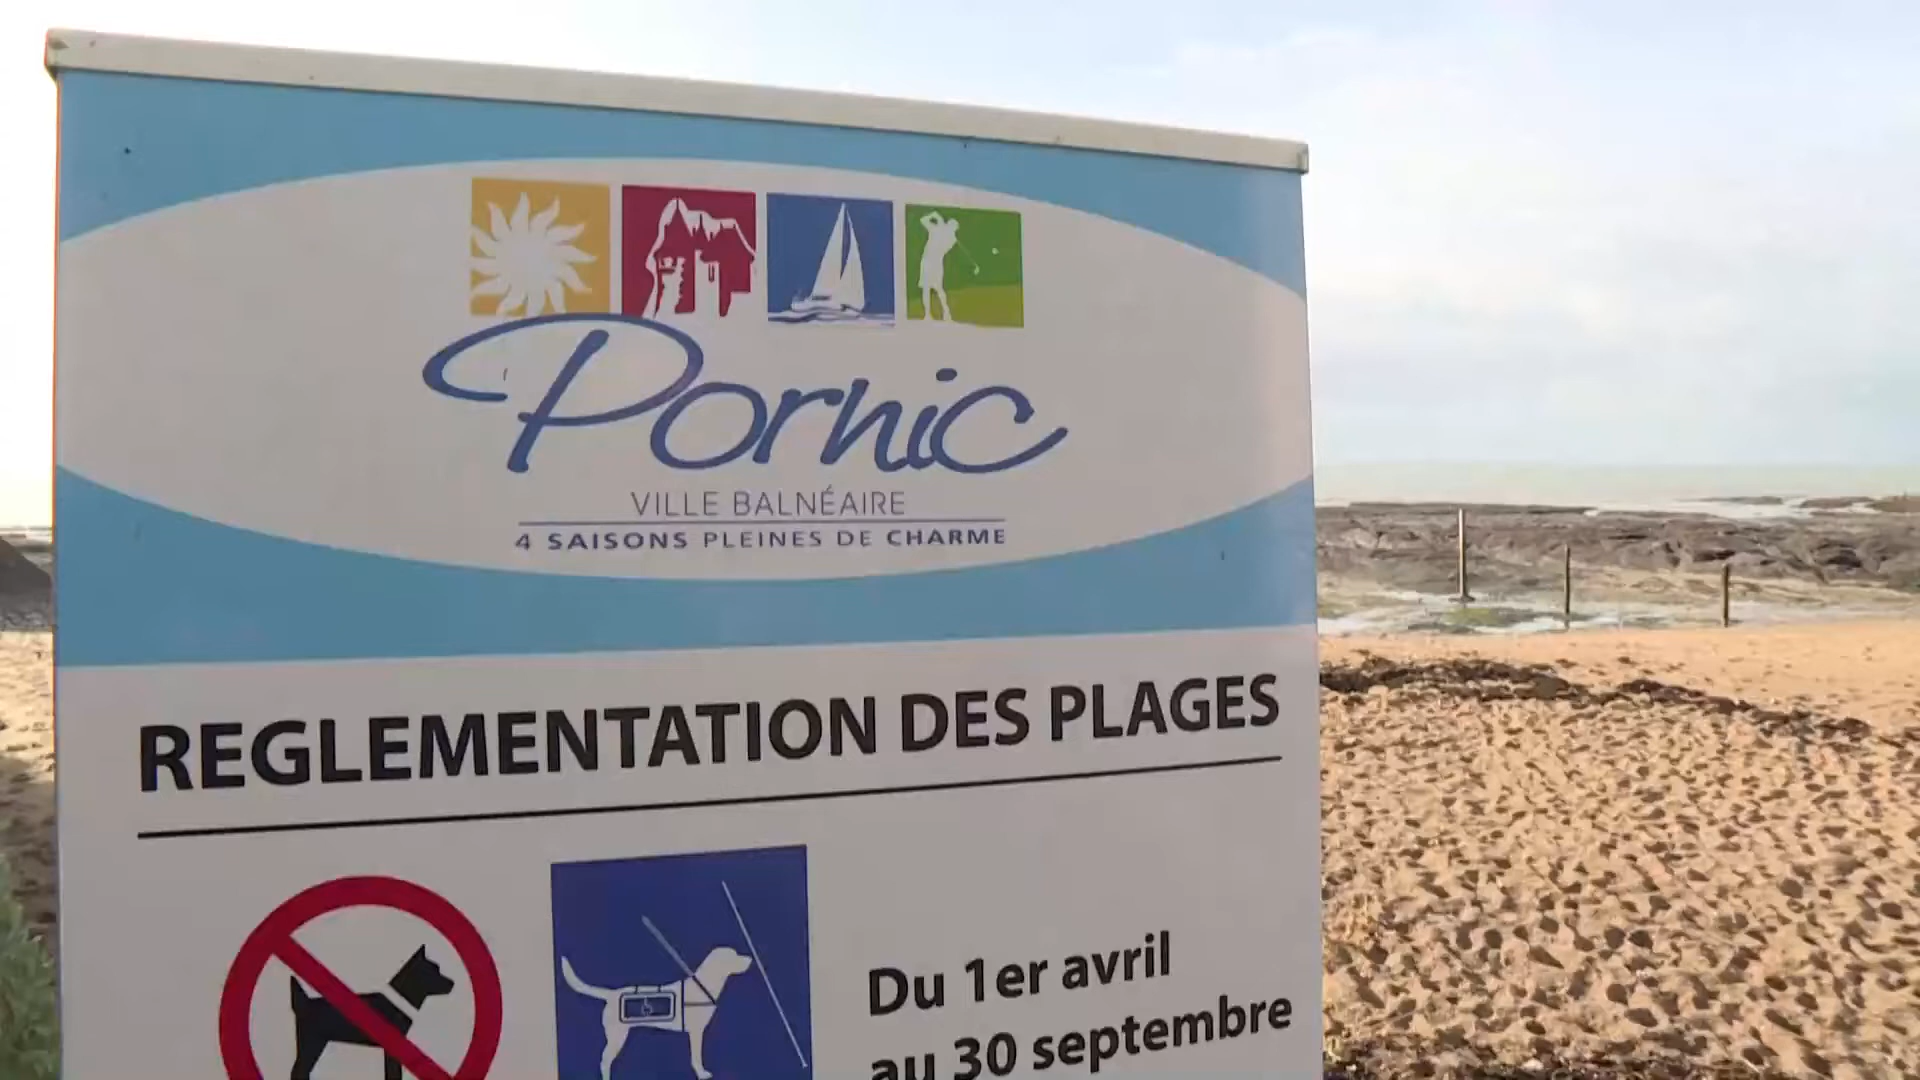 Pornic
VILLE BALNÉAIRE
4 SAISONS PLEINES DE CHARME
REGLEMENTATION DES PLAGES
Du 1er avril
au 30 septembre